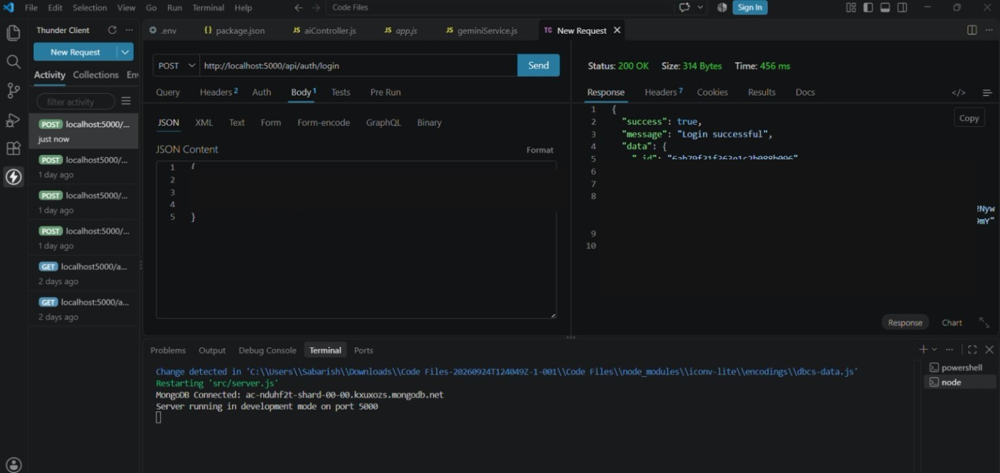 File Edit Selection View Go Run Terminal Help
Code Files
Sign In
Thunder Client
.env
{} package.json
JS aiController.js
JS app.js
JS geminiService.js
TC New Request
New Request
Activity Collections En
filter activity
POST localhost:5000/...
just now
POST localhost:5000/...
1 day ago
POST localhost:5000/...
1 day ago
POST localhost:5000/...
1 day ago
GET localhost5000/a...
2 days ago
GET localhost:5000/a...
2 days ago
POST
http://localhost:5000/api/auth/login
Send
Query Headers 2 Auth Body 1 Tests Pre Run
JSON XML Text Form Form-encode GraphQL Binary
JSON Content
Format
1 {
2
3
4
5 }
Status: 200 OK Size: 314 Bytes Time: 456 ms
Response Headers 7 Cookies Results Docs
</>
Copy
1 {
2 "success": true,
3 "message": "Login successful",
4 "data": {
5
6
7
8
9
10
Response Chart
Problems Output Debug Console Terminal Ports
Change detected in 'C:\\Users\\Sabarish\\Downloads\\Code Files-20260924T124049Z-1-001\\Code Files\\node_modules\\iconv-lite\\encodings\\dbcs-data.js'
Restarting 'src/server.js'
MongoDB Connected: ac-nduhf2t-shard-00-00.kxuxozs.mongodb.net
Server running in development mode on port 5000
powershell
node